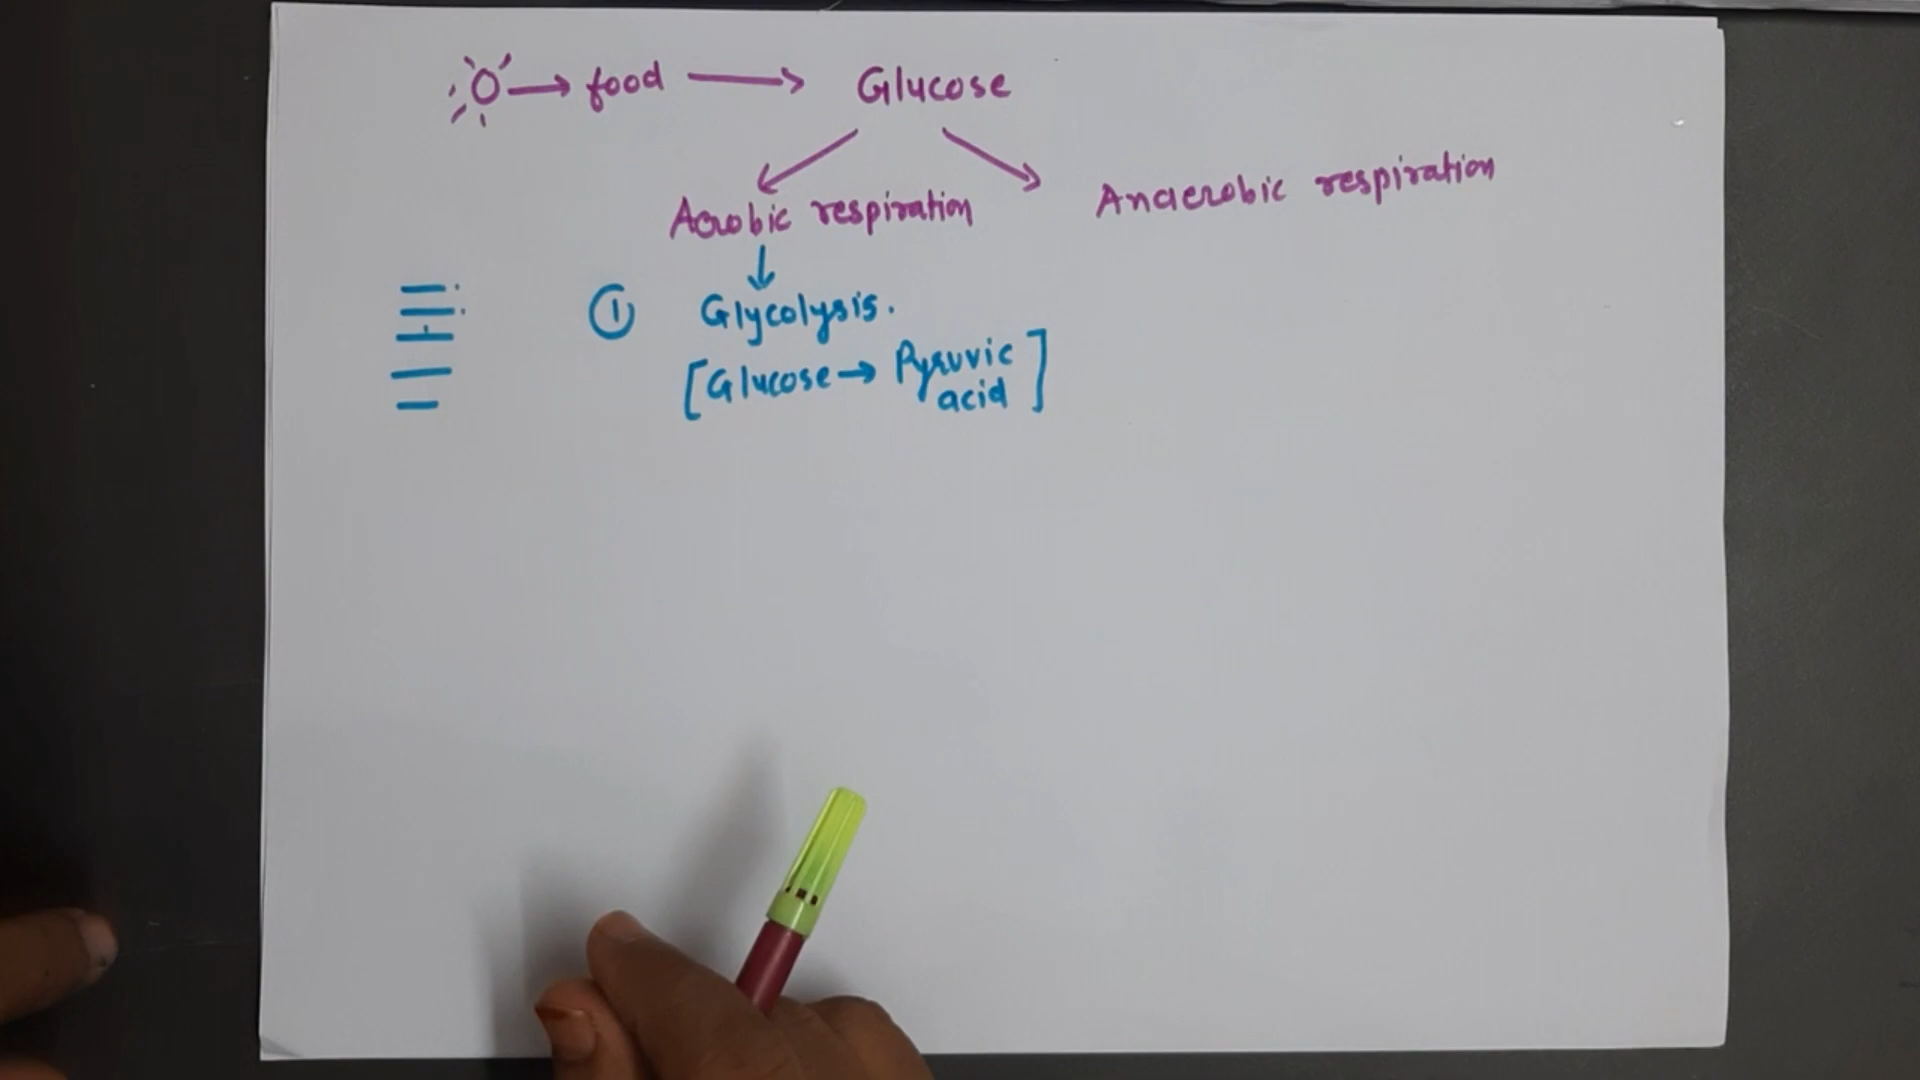 → food → Glucose
Aerobic respiration Anaerobic respiration
① Glycolysis.
[Glucose → Pyruvic
acid]